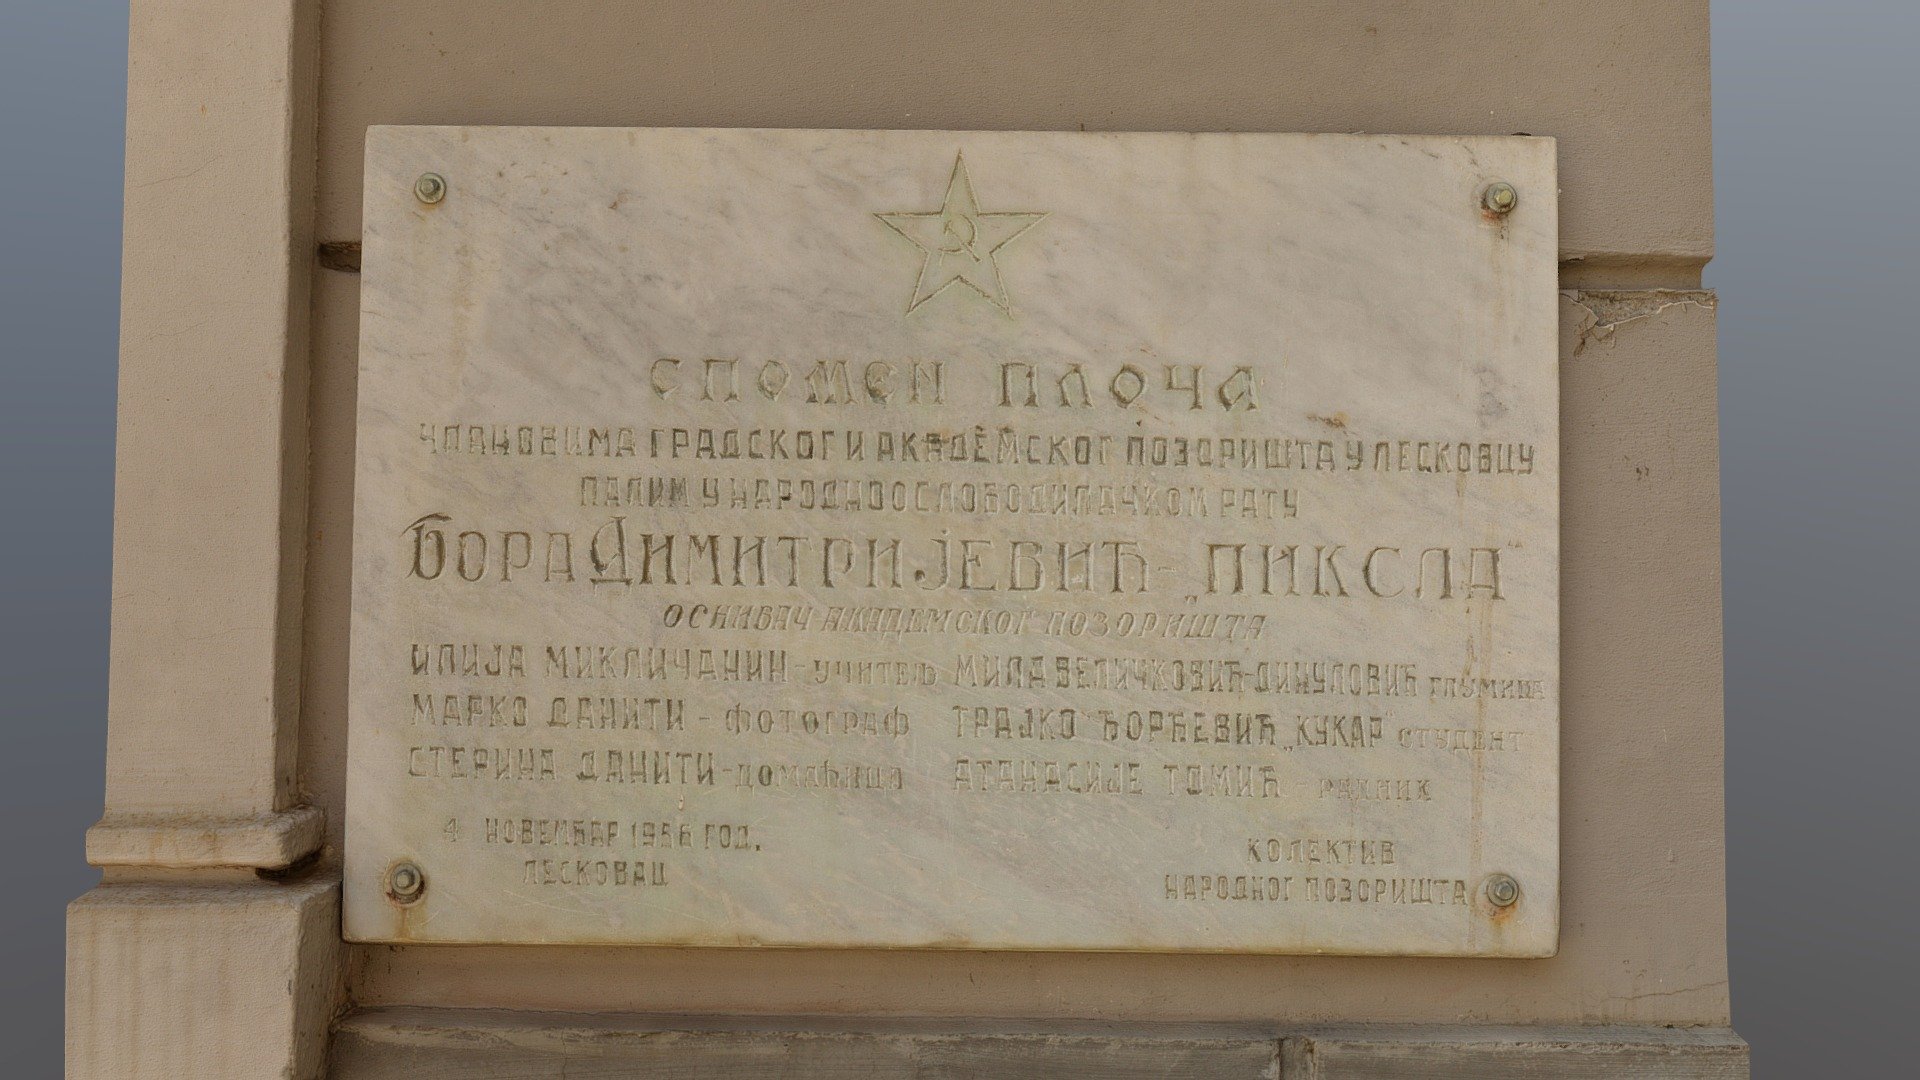 СПОМЕН ПЛОЧА
ЧЛАНОВИМА ГРАДСКОГ И АКАДЕМСКОГ ПОЗОРИШТА У ЛЕСКОВЦУ
ПАЛИМ У НАРОДНООСЛОБОДИЛАЧКОМ РАТУ
БОРА ДИМИТРИЈЕВИЋ - „ПИКСЛА“
ОСНИВАЧ АКАДЕМСКОГ ПОЗОРИШТА
ИЛИЈА МИКЛИЧАНИН - УЧИТЕЉ МИЛА ВЕЛИЧКОВИЋ-ДИНУЛОВИЋ ГЛУМИЦА
МАРКО ДАНИТИ - ФОТОГРАФ ТРАЈКО ЂОРЂЕВИЋ „КУКАР“ СТУДЕНТ
СТЕРИНА ДАНИТИ - ДОМАЋИЦА АТАНАСИЈЕ ТОМИЋ - РАДНИК
4 НОВЕМБАР 1956 ГОД.
ЛЕСКОВАЦ
КОЛЕКТИВ
НАРОДНОГ ПОЗОРИШТА